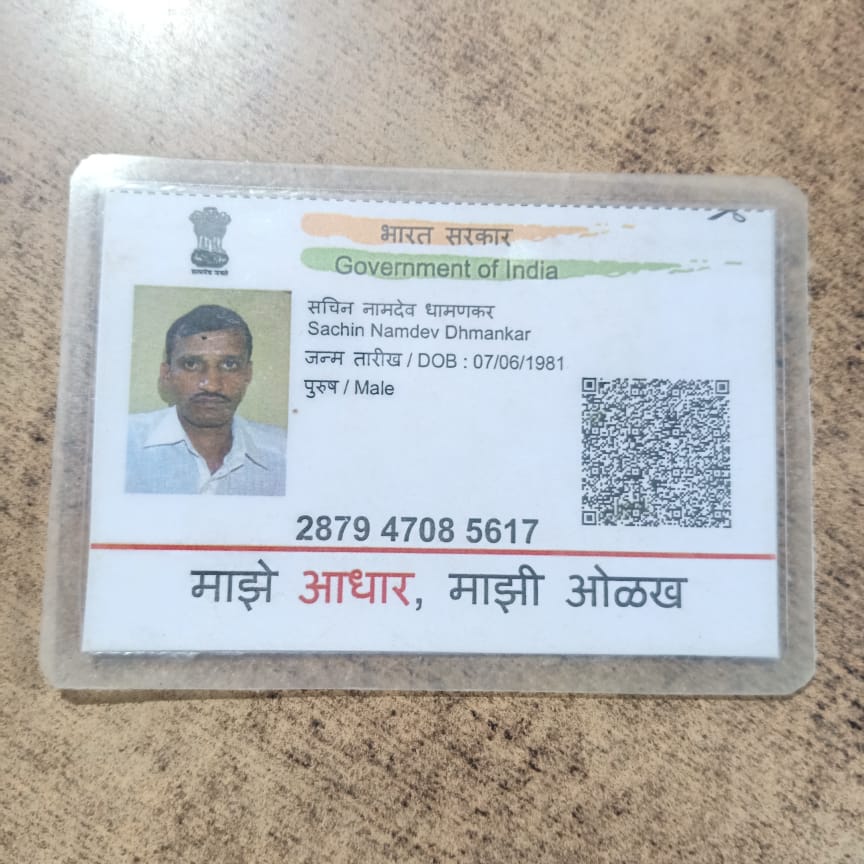 भारत सरकार
Government of India
सचिन नामदेव धामणकर
Sachin Namdev Dhmankar
जन्म तारीख / DOB : 07/06/1981
पुरुष / Male
2879 4708 5617
माझे आधार, माझी ओळख